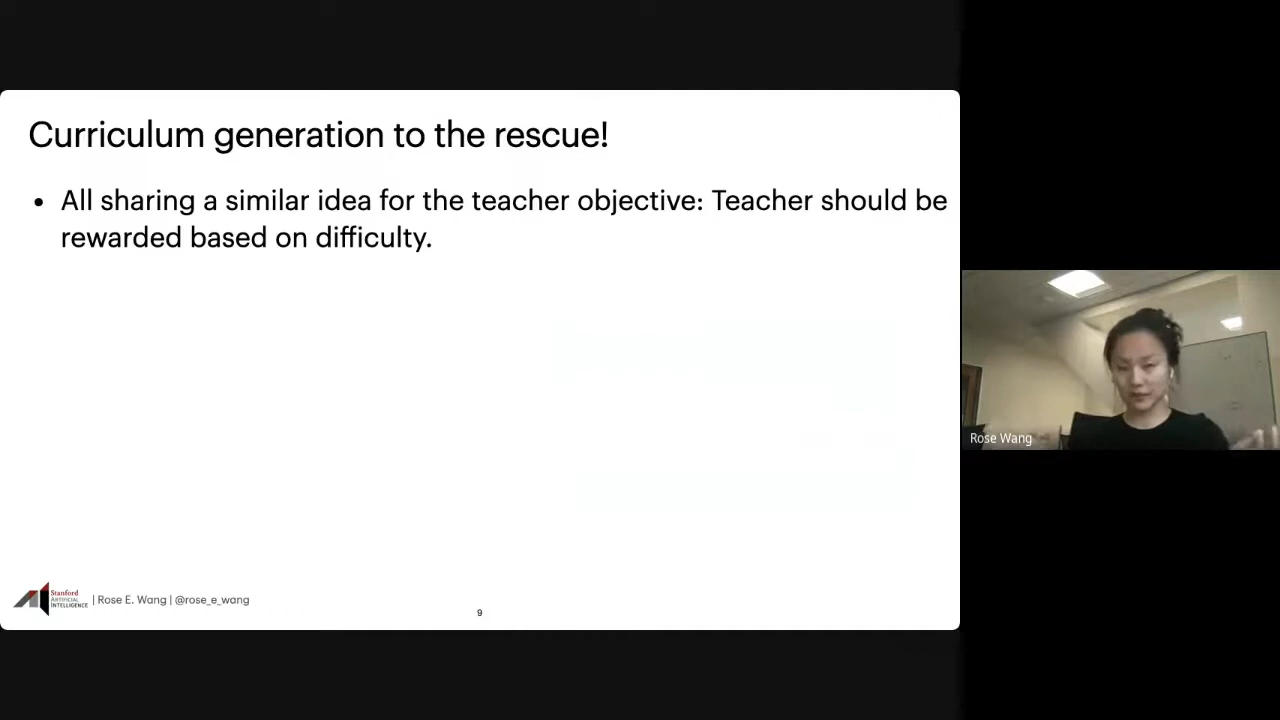 Curriculum generation to the rescue!
• All sharing a similar idea for the teacher objective: Teacher should be
rewarded based on difficulty.
Rose Wang
Stanford
ARTIFICIAL
INTELLIGENCE
| Rose E. Wang | @rose_e_wang
9